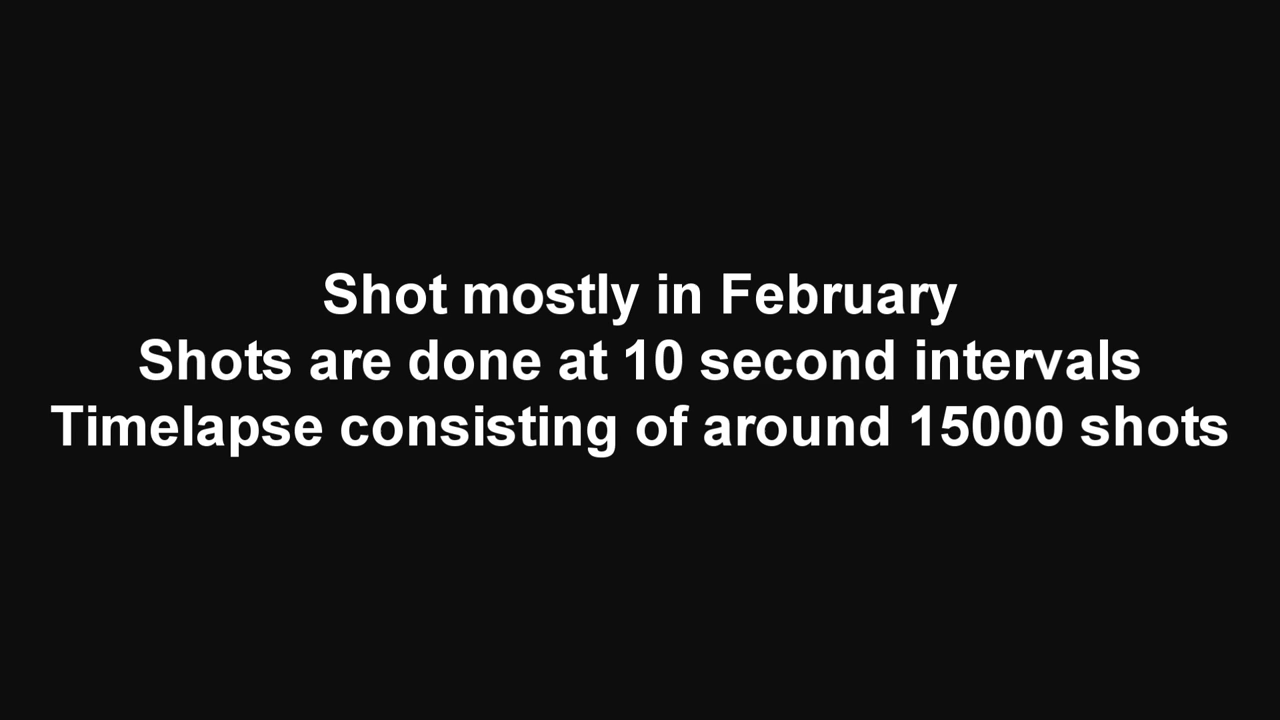 Shot mostly in February
Shots are done at 10 second intervals
Timelapse consisting of around 15000 shots